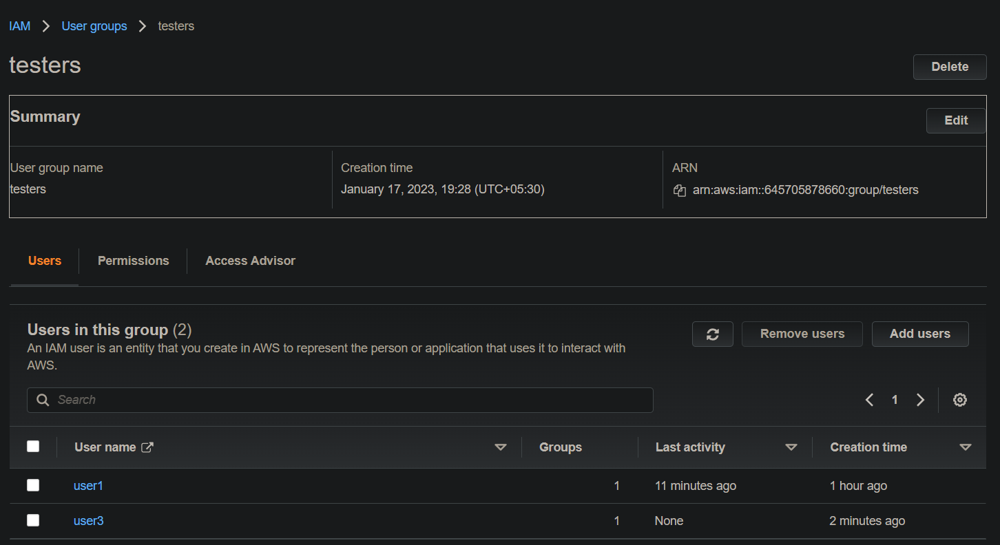 IAM > User groups > testers
testers
Delete
Summary
Edit
User group name
testers
Creation time
January 17, 2023, 19:28 (UTC+05:30)
ARN
arn:aws:iam::645705878660:group/testers
Users
Permissions
Access Advisor
Users in this group (2)
An IAM user is an entity that you create in AWS to represent the person or application that uses it to interact with
AWS.
Remove users
Add users
Search
1
User name Groups Last activity Creation time
user1 1 11 minutes ago 1 hour ago
user3 1 None 2 minutes ago